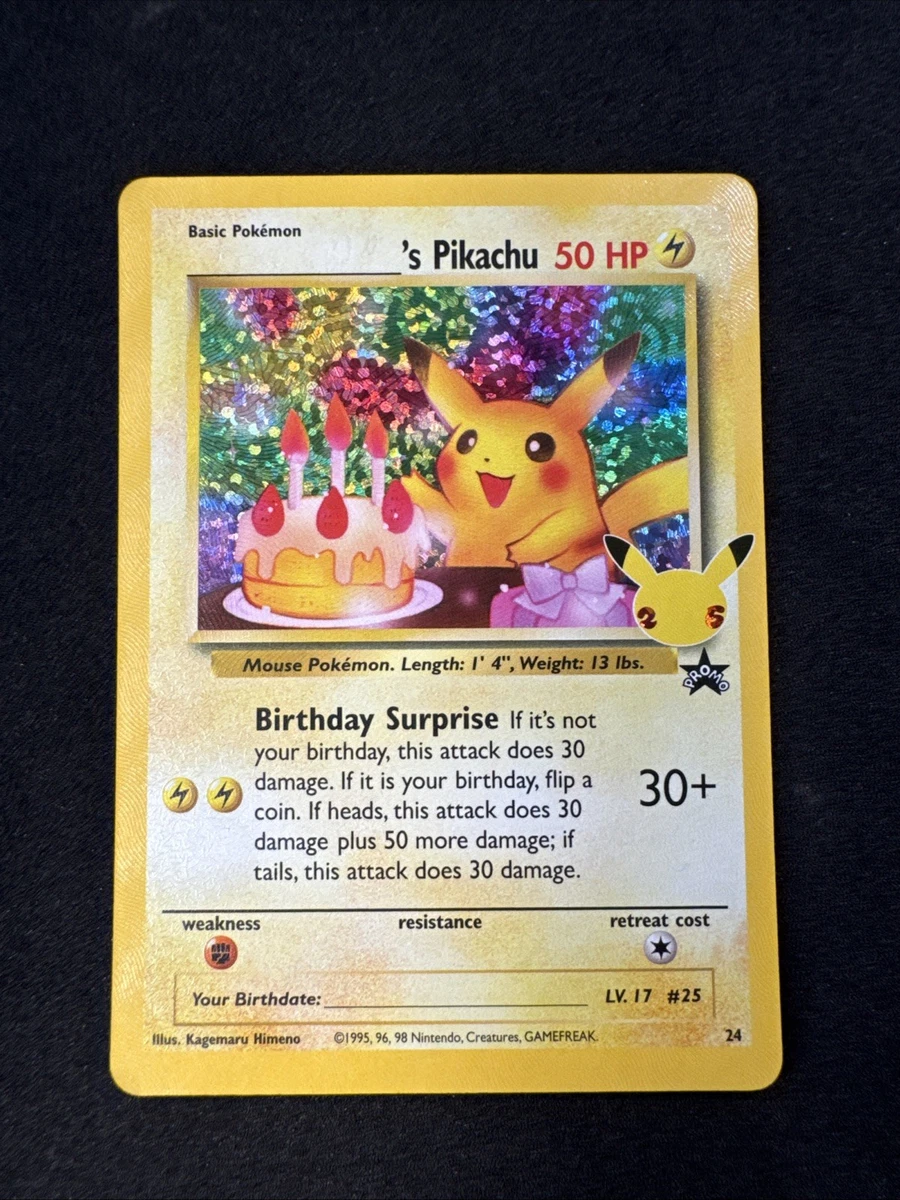 Basic Pokémon
____________'s Pikachu 50 HP
25
Mouse Pokémon. Length: 1' 4", Weight: 13 lbs.
PROMO
Birthday Surprise If it's not
your birthday, this attack does 30
damage. If it is your birthday, flip a
coin. If heads, this attack does 30
damage plus 50 more damage; if
tails, this attack does 30 damage.
30+
weakness resistance retreat cost
Your Birthdate:____________ LV. 17 #25
Illus. Kagemaru Himeno ©1995, 96, 98 Nintendo, Creatures, GAMEFREAK. 24